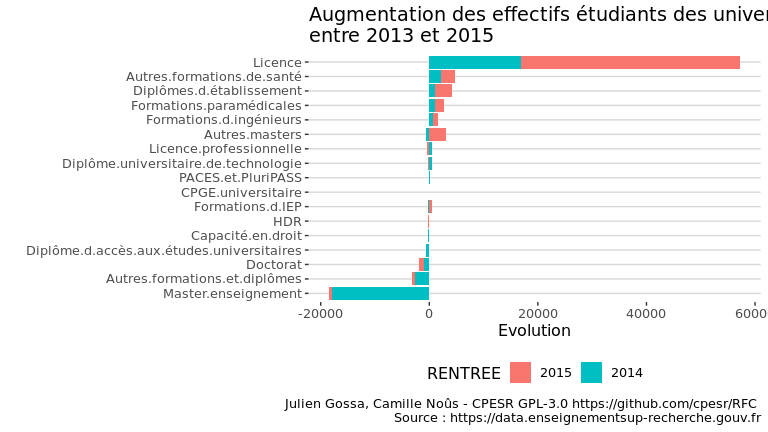 Augmentation des effectifs étudiants des
entre 2013 et 2015
Licence
Autres.formations.de.santé
Diplômes.d.établissement
Formations.paramédicales
Formations.d.ingénieurs
Autres.masters
Licence.professionnelle
Diplôme.universitaire.de.technologie
PACES.et.PluriPASS
CPGE.universitaire
Formations.d.IEP
HDR
Capacité.en.droit
Diplôme.d.accès.aux.études.universitaires
Doctorat
Autres.formations.et.diplômes
Master.enseignement
-20000 0 20000 40000
Evolution
RENTREE 2015 2014
Julien Gossa, Camille Noûs - CPESR GPL-3.0 https://github.com/cpesr/RFC
Source : https://data.enseignementsup-recherche.gouv.fr